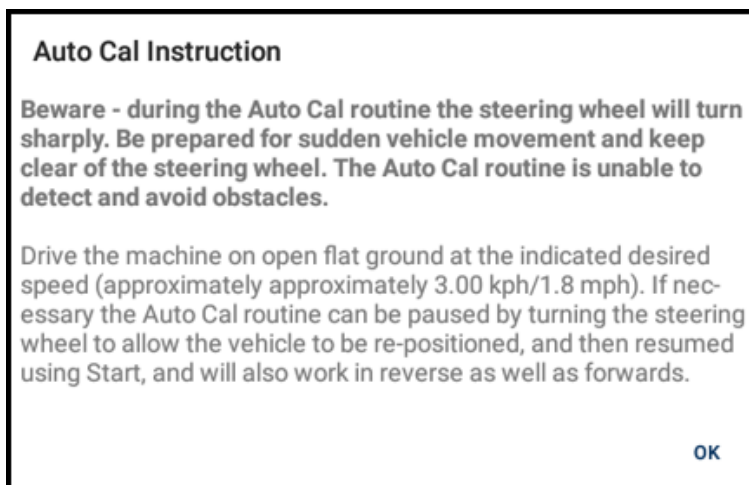 Auto Cal Instruction
Beware - during the Auto Cal routine the steering wheel will turn
sharply. Be prepared for sudden vehicle movement and keep
clear of the steering wheel. The Auto Cal routine is unable to
detect and avoid obstacles.
Drive the machine on open flat ground at the indicated desired
speed (approximately approximately 3.00 kph/1.8 mph). If nec-
essary the Auto Cal routine can be paused by turning the steering
wheel to allow the vehicle to be re-positioned, and then resumed
using Start, and will also work in reverse as well as forwards.
OK